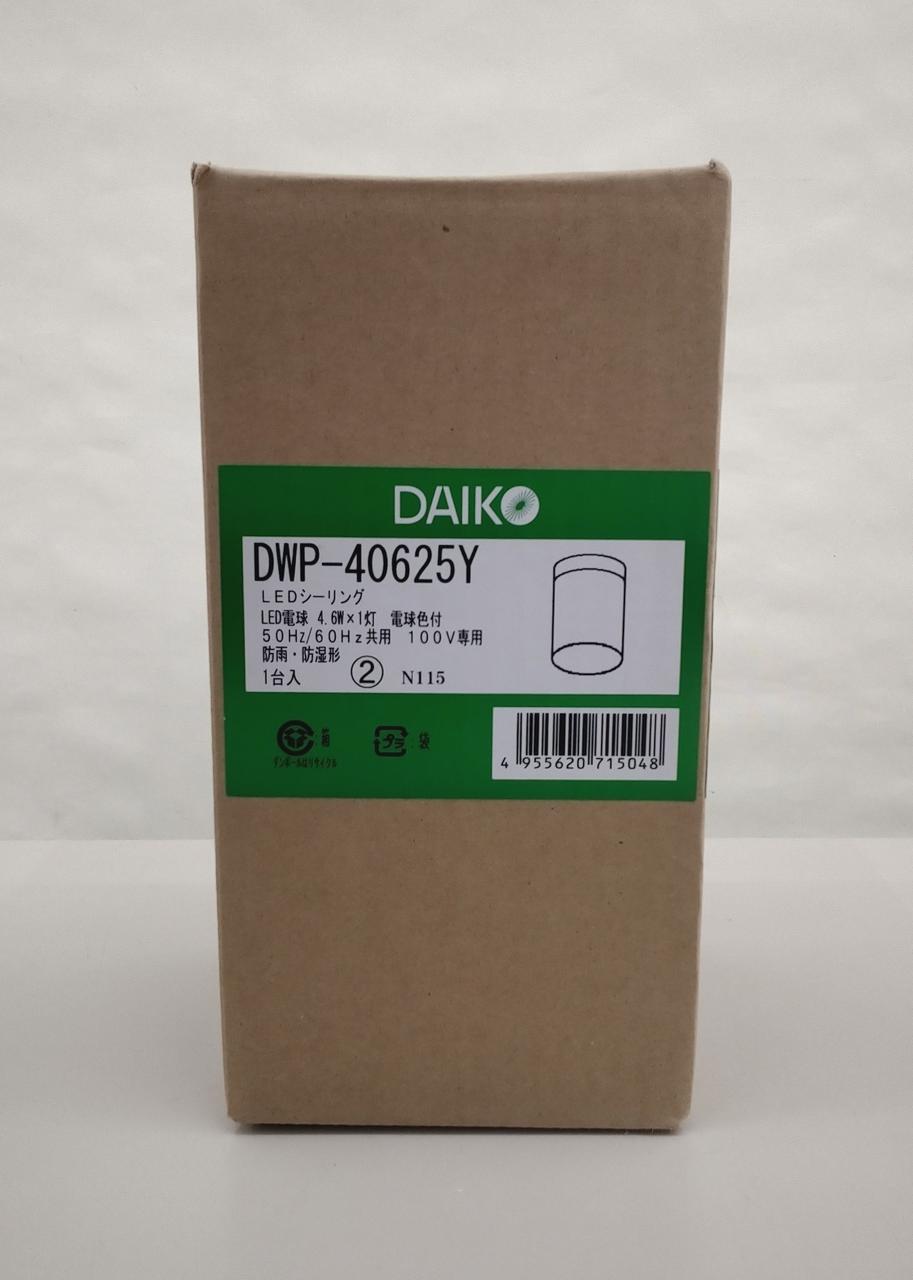 DAIKO
DWP-40625Y
LEDシーリング
LED電球 4.6W×1灯 電球色付
50Hz/60Hz共用 100V専用
防雨・防湿形
1台入 ② N115
:箱 プラ:袋
ダンボールはリサイクル
4 955620 715048